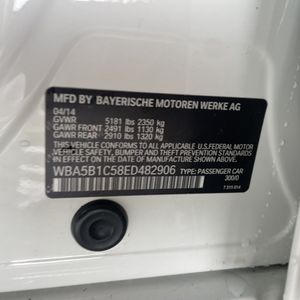 MFD BY BAYERISCHE MOTOREN WERKE AG
04/14
GVWR 5181 lbs 2350 kg
GAWR FRONT 2491 lbs 1130 kg
GAWR REAR 2910 lbs 1320 kg
THIS VEHICLE CONFORMS TO ALL APPLICABLE U.S.FEDERAL MOTOR
VEHICLE SAFETY, BUMPER, AND THEFT PREVENTION STANDARDS
IN EFFECT ON THE DATE OF MANUFACTURE SHOWN ABOVE.
WBA5B1C58ED482906 TYPE: PASSENGER CAR
300/0